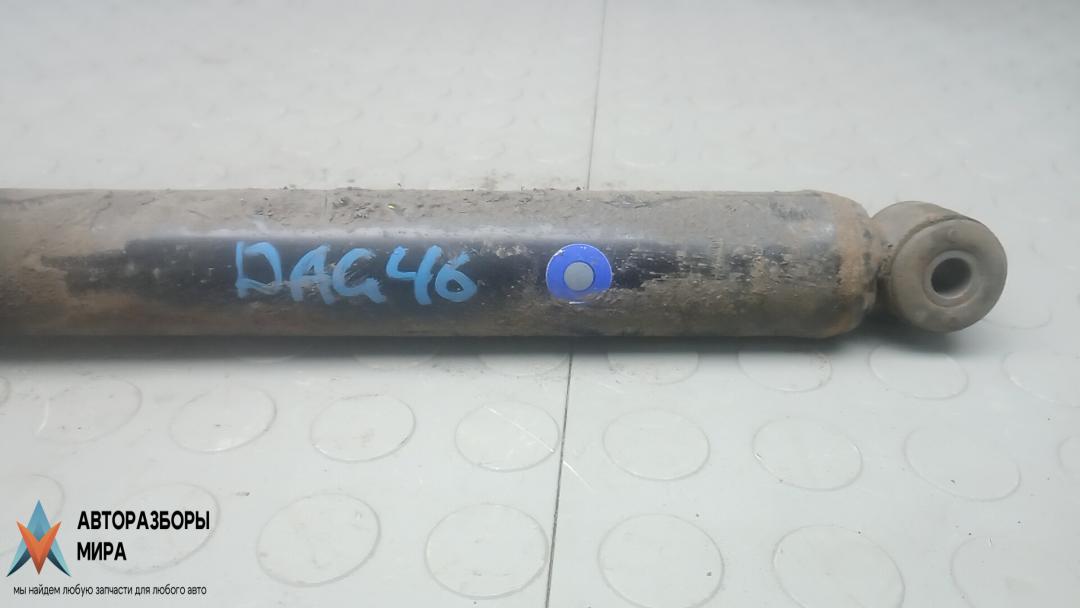 DAG46
АВТОРАЗБОРЫ
МИРА
мы найдем любую запчасти для любого авто